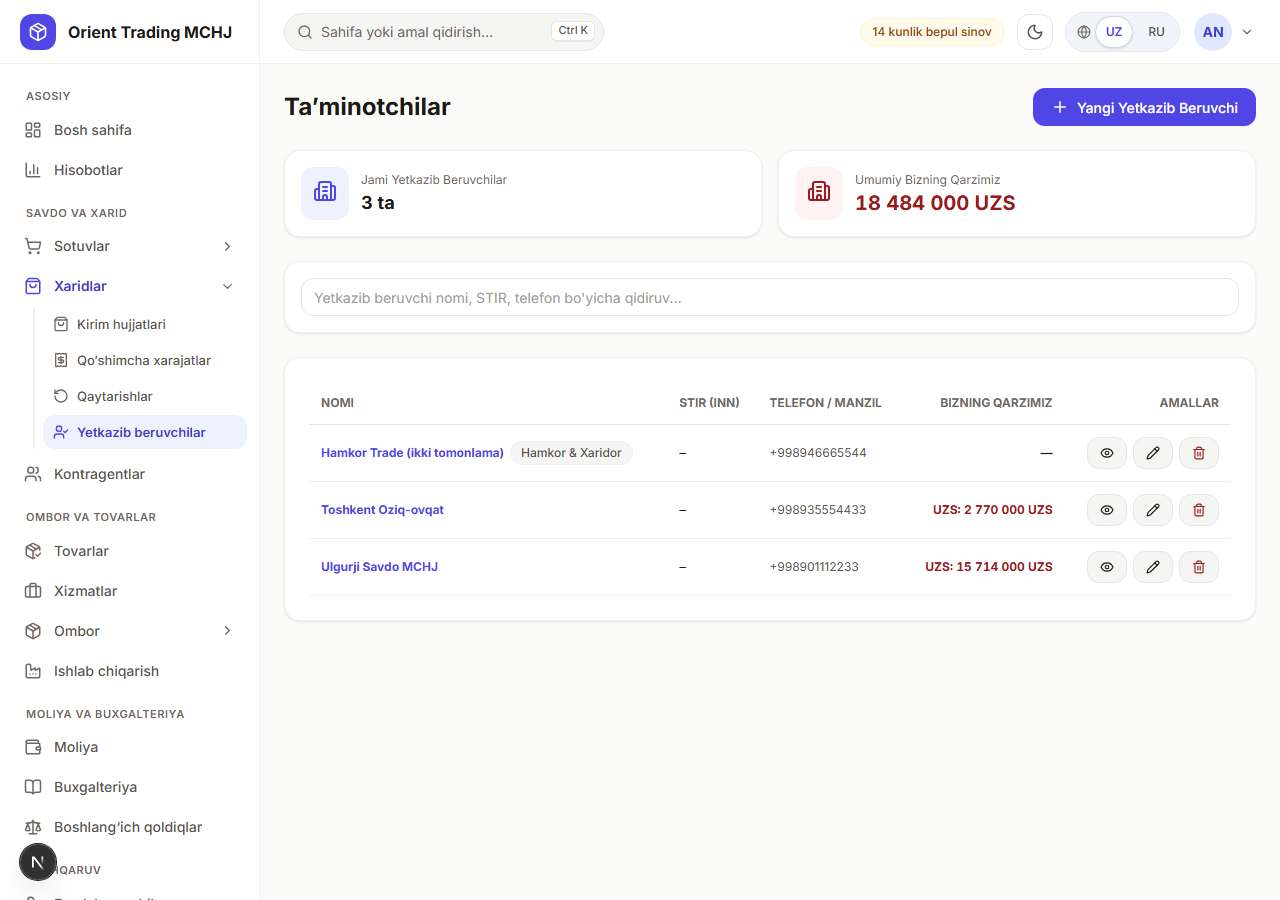 Orient Trading MCHJ
Sahifa yoki amal qidirish...
Ctrl K
14 kunlik bepul sinov
UZ
RU
AN
ASOSIY
Bosh sahifa
Hisobotlar
SAVDO VA XARID
Sotuvlar
Xaridlar
Kirim hujjatlari
Qo‘shimcha xarajatlar
Qaytarishlar
Yetkazib beruvchilar
Kontragentlar
OMBOR VA TOVARLAR
Tovarlar
Xizmatlar
Ombor
Ishlab chiqarish
MOLIYA VA BUXGALTERIYA
Moliya
Buxgalteriya
Boshlang‘ich qoldiqlar
N
Ta’minotchilar
Yangi Yetkazib Beruvchi
Jami Yetkazib Beruvchilar
3 ta
Umumiy Bizning Qarzimiz
18 484 000 UZS
Yetkazib beruvchi nomi, STIR, telefon bo'yicha qidiruv...
NOMI STIR (INN) TELEFON / MANZIL BIZNING QARZIMIZ AMALLAR
Hamkor Trade (ikki tomonlama) Hamkor & Xaridor – +998946665544 —
Toshkent Oziq-ovqat – +998935554433 UZS: 2 770 000 UZS
Ulgurji Savdo MCHJ – +998901112233 UZS: 15 714 000 UZS